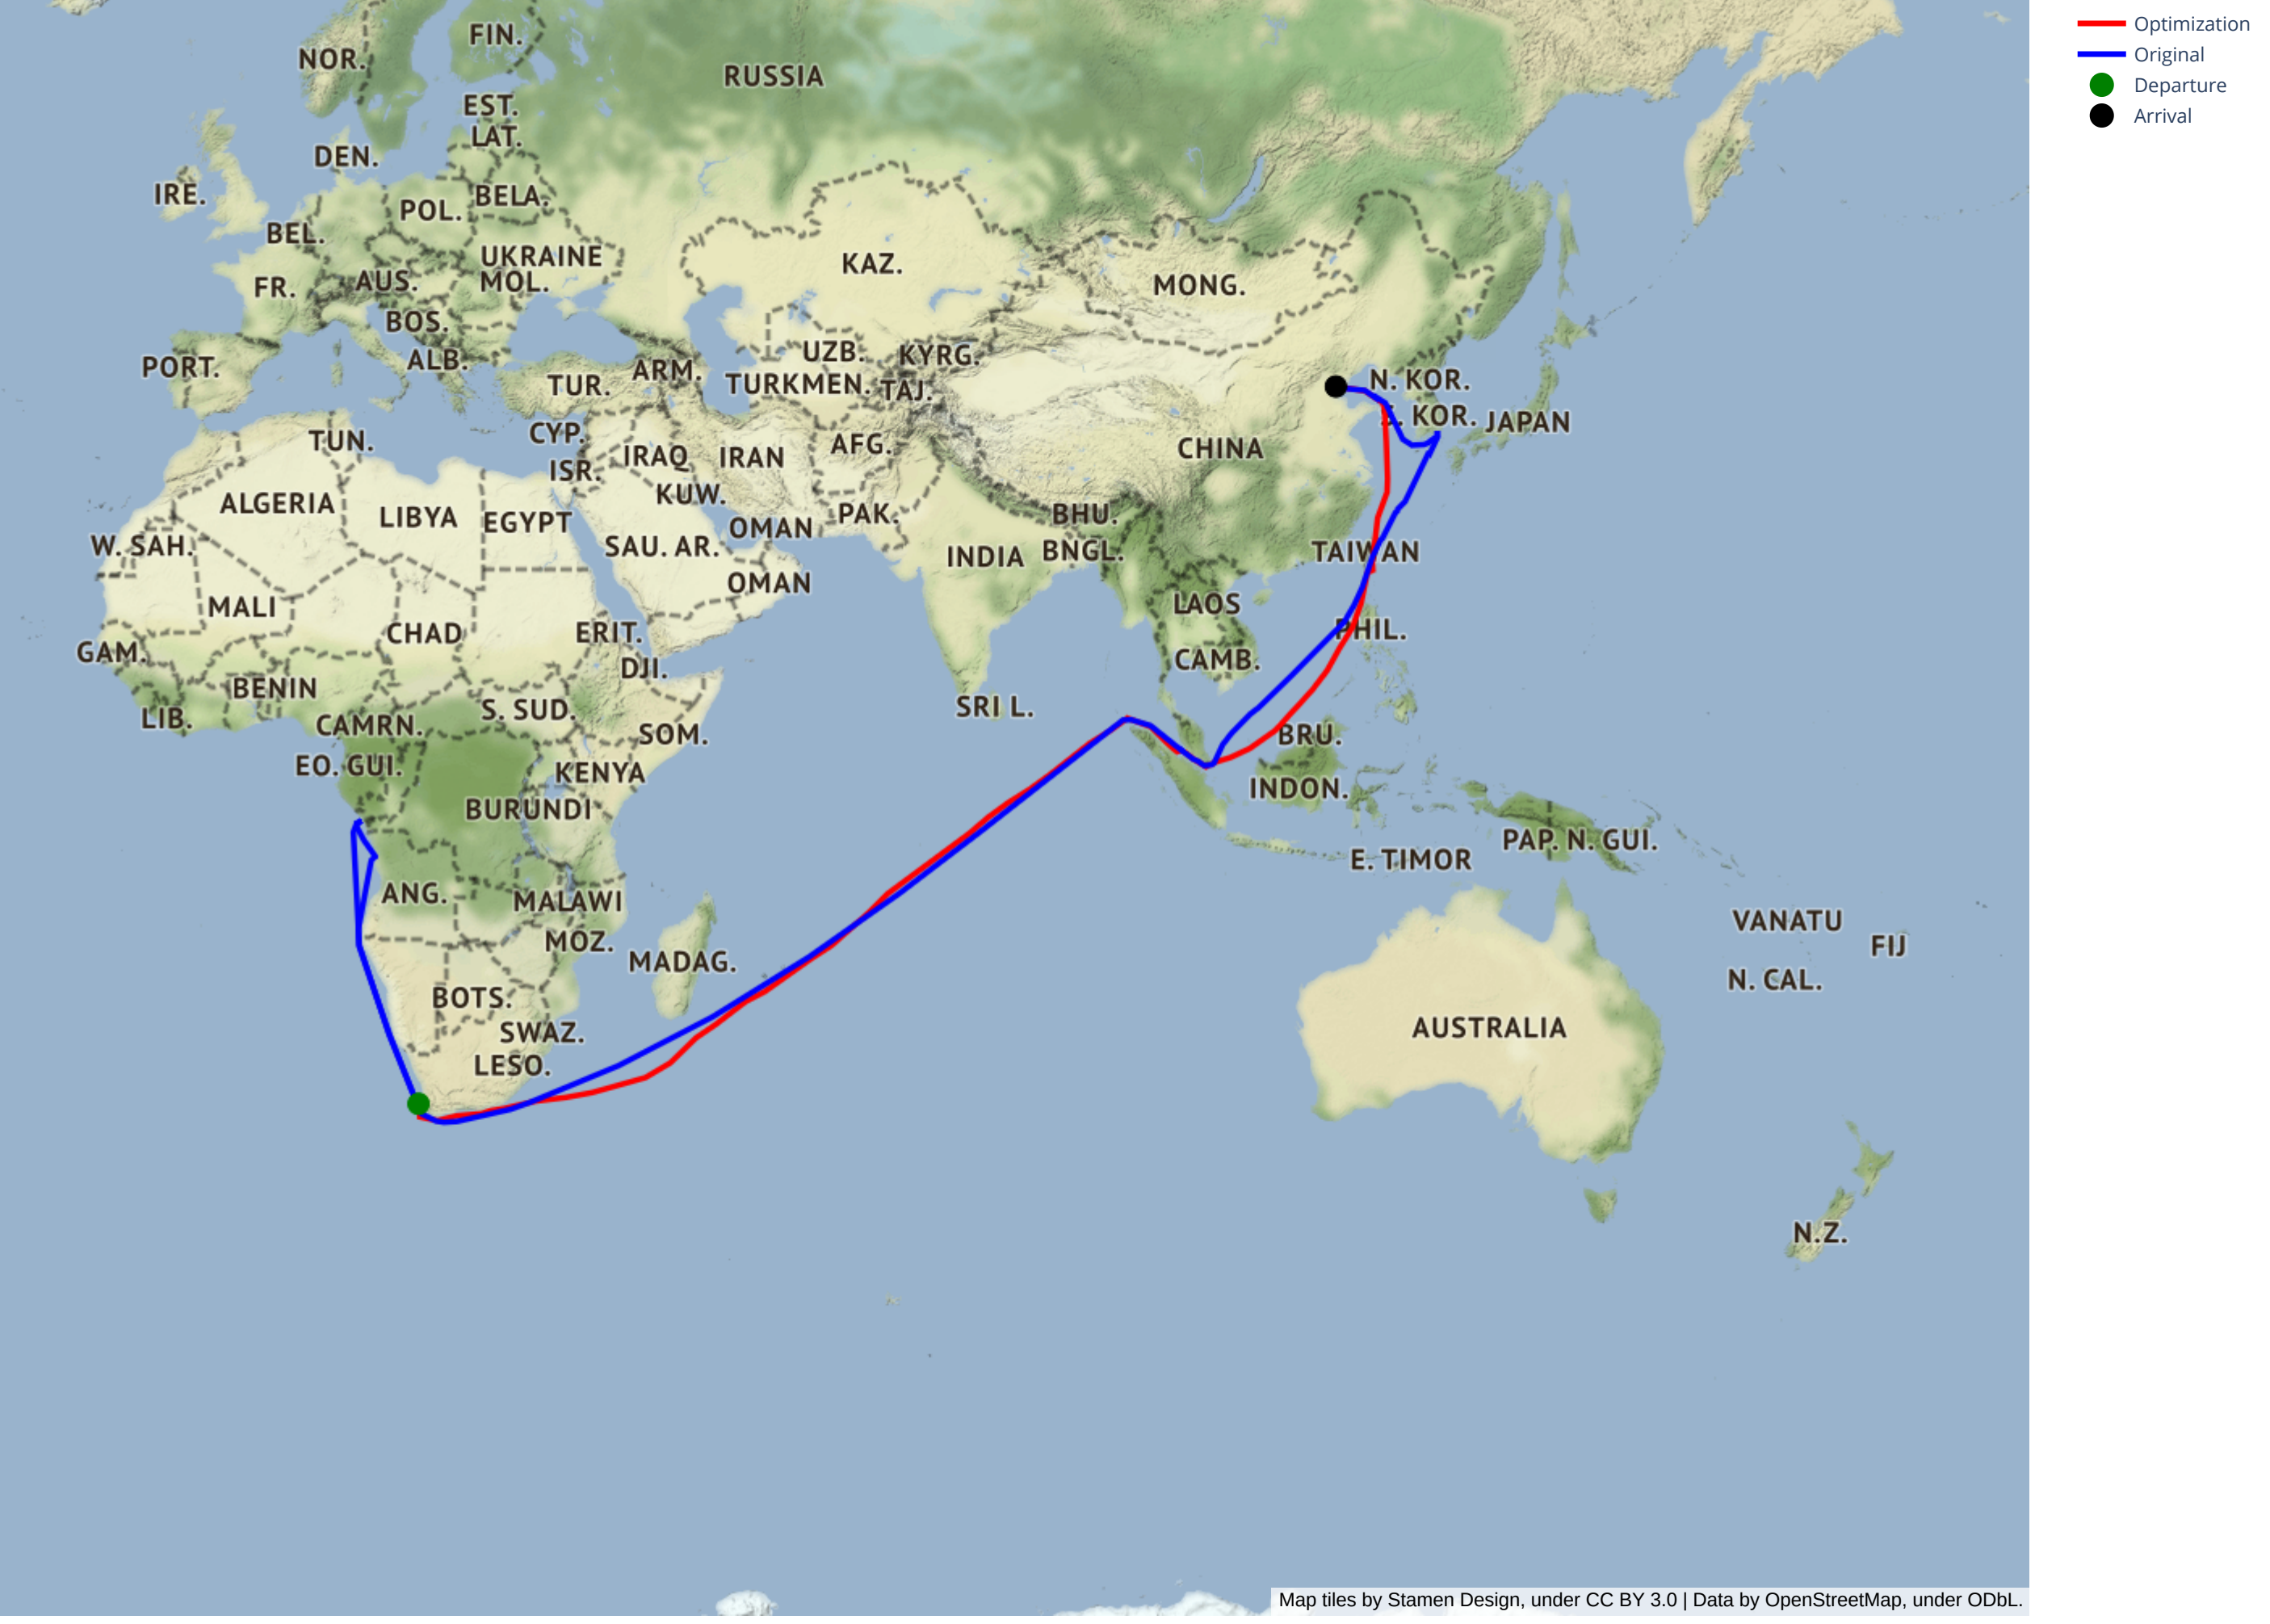 Optimization
Original
Departure
Arrival
FIN.
NOR.
RUSSIA
EST.
LAT.
DEN.
IRE.
BELA.
POL.
BEL.
UKRAINE
KAZ.
FR.
AUS.
MOL.
MONG.
BOS.
UZB.
KYRG.
ALB.
PORT.
ARM.
TUR.
TURKMEN.
TAJ.
N. KOR.
S. KOR.
JAPAN
CYP.
TUN.
AFG.
CHINA
IRAQ
IRAN
ISR.
KUW.
ALGERIA
LIBYA
EGYPT
OMAN
PAK.
BHU.
W. SAH.
SAU. AR.
INDIA
BNGL.
TAIWAN
OMAN
MALI
LAOS
CHAD
ERIT.
PHIL.
GAM.
DJI.
CAMB.
BENIN
SRI L.
LIB.
CAMRN.
S. SUD.
SOM.
BRU.
EQ. GUI.
KENYA
INDON.
BURUNDI
PAP. N. GUI.
E. TIMOR
ANG.
MALAWI
VANATU
MOZ.
FIJ
MADAG.
N. CAL.
BOTS.
AUSTRALIA
SWAZ.
LESO.
N.Z.
Map tiles by Stamen Design, under CC BY 3.0 | Data by OpenStreetMap, under ODbL.